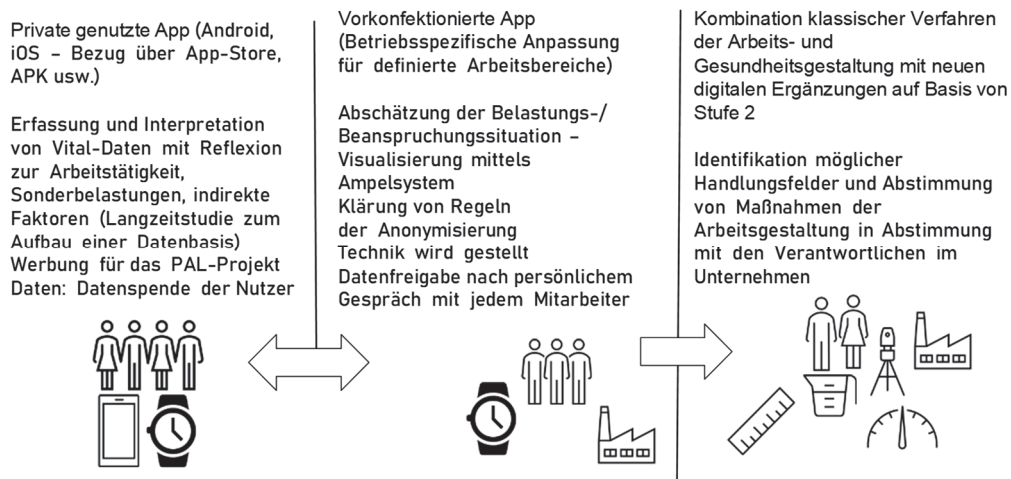 Private genutzte App (Android,
iOS – Bezug über App-Store,
APK usw.)
Erfassung und Interpretation
von Vital-Daten mit Reflexion
zur Arbeitstätigkeit,
Sonderbelastungen, indirekte
Faktoren (Langzeitstudie zum
Aufbau einer Datenbasis)
Werbung für das PAL-Projekt
Daten: Datenspende der Nutzer
Vorkonfektionierte App
(Betriebsspezifische Anpassung
für definierte Arbeitsbereiche)
Abschätzung der Belastungs-/
Beanspruchungssituation –
Visualisierung mittels
Ampelsystem
Klärung von Regeln
der Anonymisierung
Technik wird gestellt
Datenfreigabe nach persönlichem
Gespräch mit jedem Mitarbeiter
Kombination klassischer Verfahren
der Arbeits- und
Gesundheitsgestaltung mit neuen
digitalen Ergänzungen auf Basis von
Stufe 2
Identifikation möglicher
Handlungsfelder und Abstimmung
von Maßnahmen der
Arbeitsgestaltung in Abstimmung
mit den Verantwortlichen im
Unternehmen